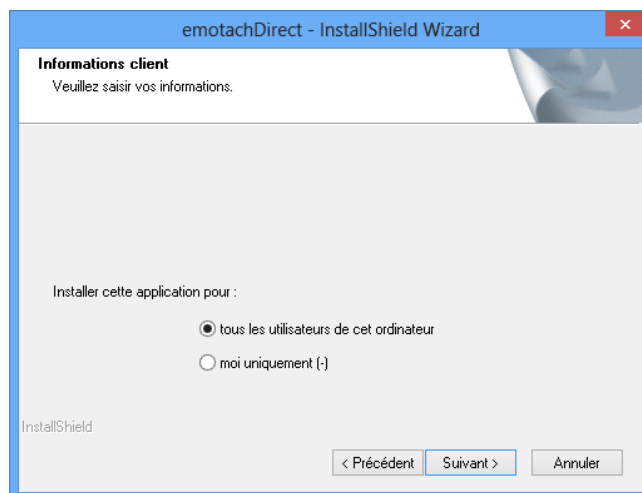 emotachDirect - InstallShield Wizard
Informations client
Veuillez saisir vos informations.
Installer cette application pour :
tous les utilisateurs de cet ordinateur
moi uniquement (-)
InstallShield
< Précédent Suivant > Annuler